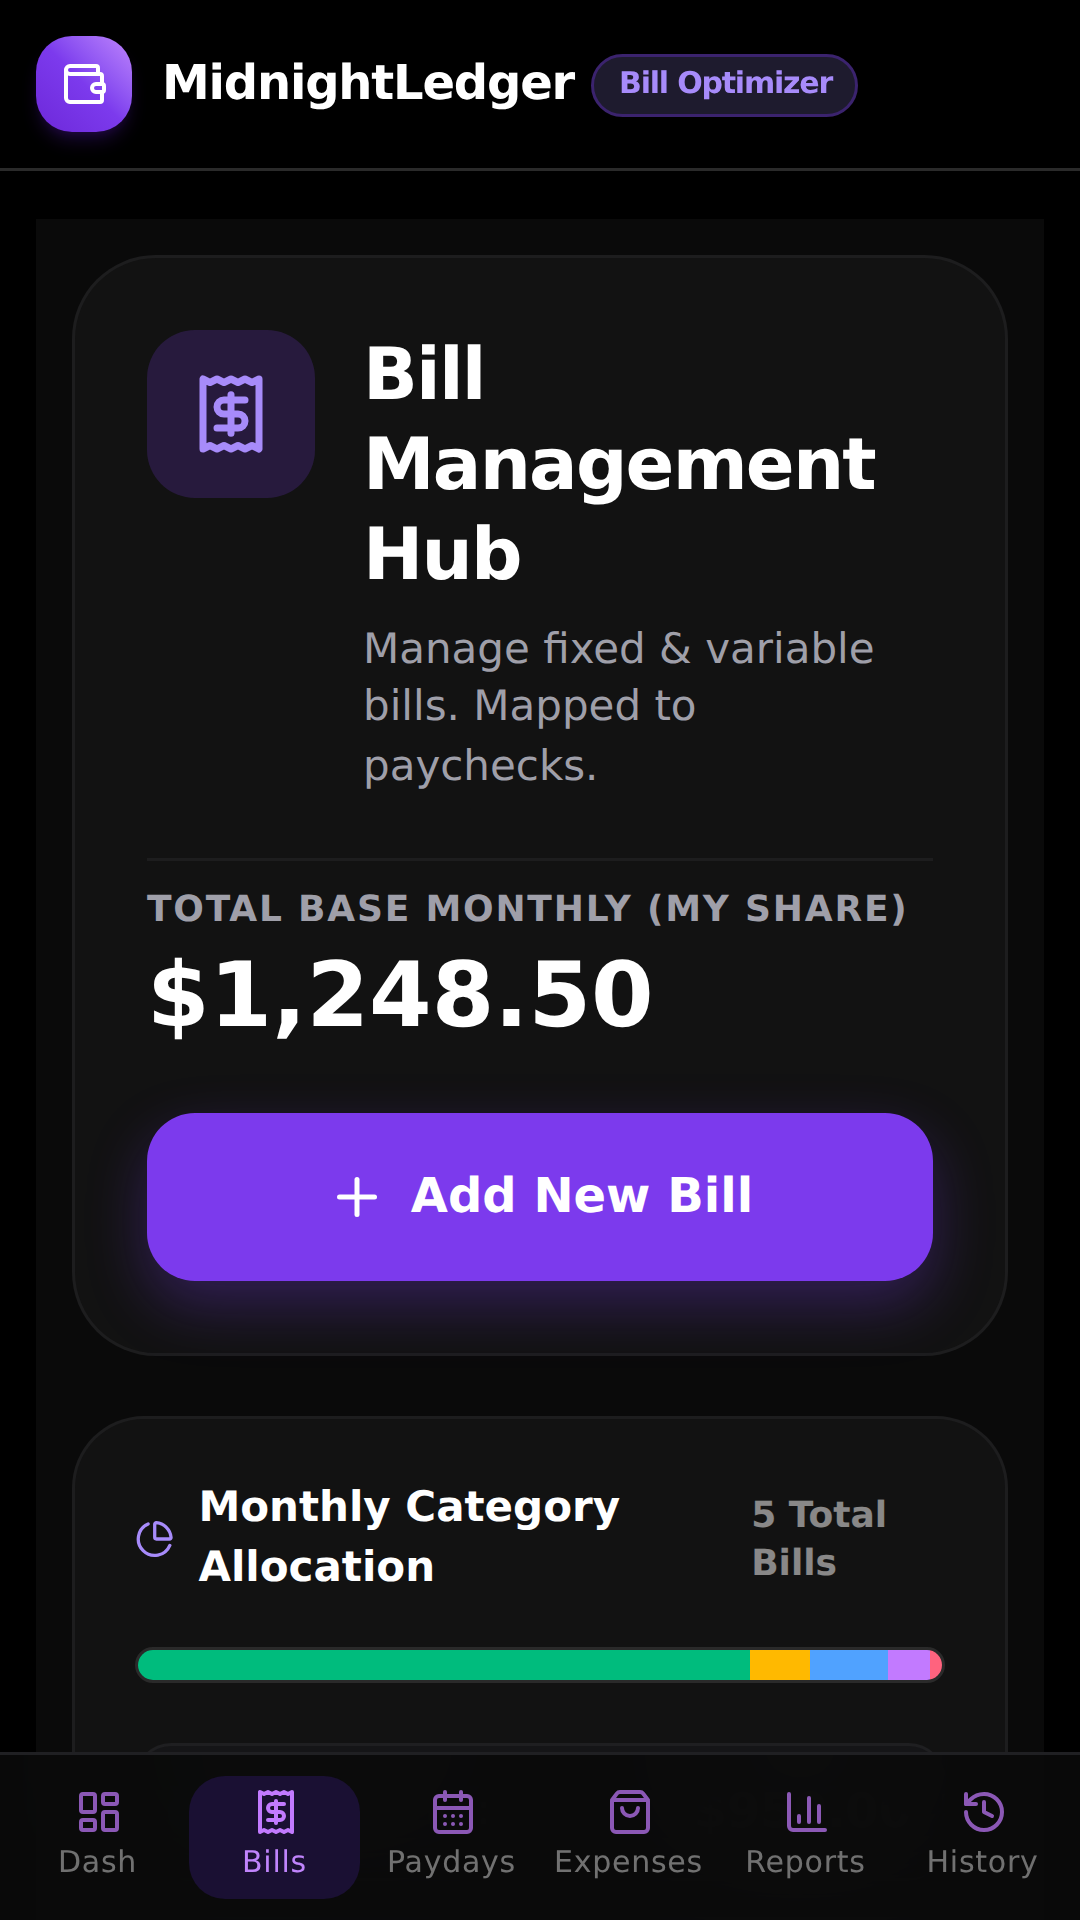 MidnightLedger
Bill Optimizer
Bill
Management
Hub
Manage fixed & variable
bills. Mapped to
paychecks.
TOTAL BASE MONTHLY (MY SHARE)
$1,248.50
Add New Bill
Monthly Category
Allocation
5 Total
Bills
Dash
Bills
Paydays
Expenses
Reports
History